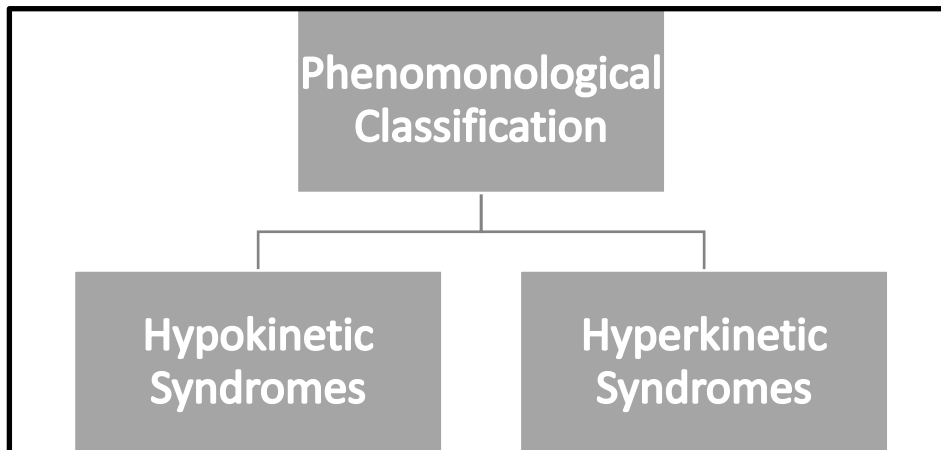 Phenomonological
Classification
Hypokinetic
Syndromes
Hyperkinetic
Syndromes